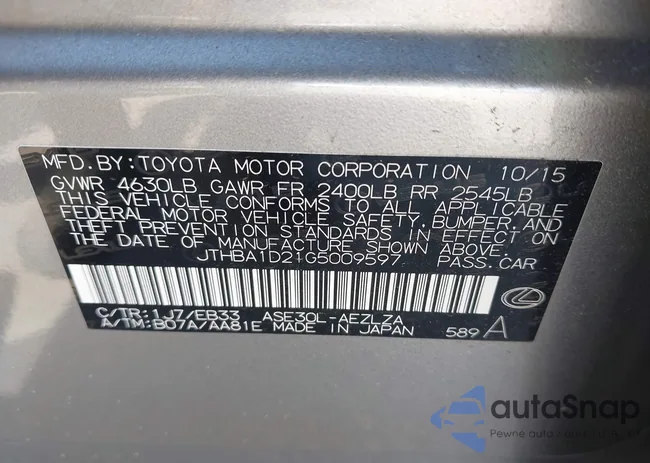 MFD. BY: TOYOTA MOTOR CORPORATION 10/15
GVWR 4630LB GAWR FR 2400LB RR 2545LB
THIS VEHICLE CONFORMS TO ALL APPLICABLE
FEDERAL MOTOR VEHICLE SAFETY, BUMPER, AND
THEFT PREVENTION STANDARDS IN EFFECT ON
THE DATE OF MANUFACTURE SHOWN ABOVE.
JTHBA1D21G5009597 PASS. CAR
C/TR: 1J7/EB33 ASE30L-AEZLZA
A/TM: B07A/AA81E MADE IN JAPAN 589 A
autaSnap
Pewne auta z U.S.A.